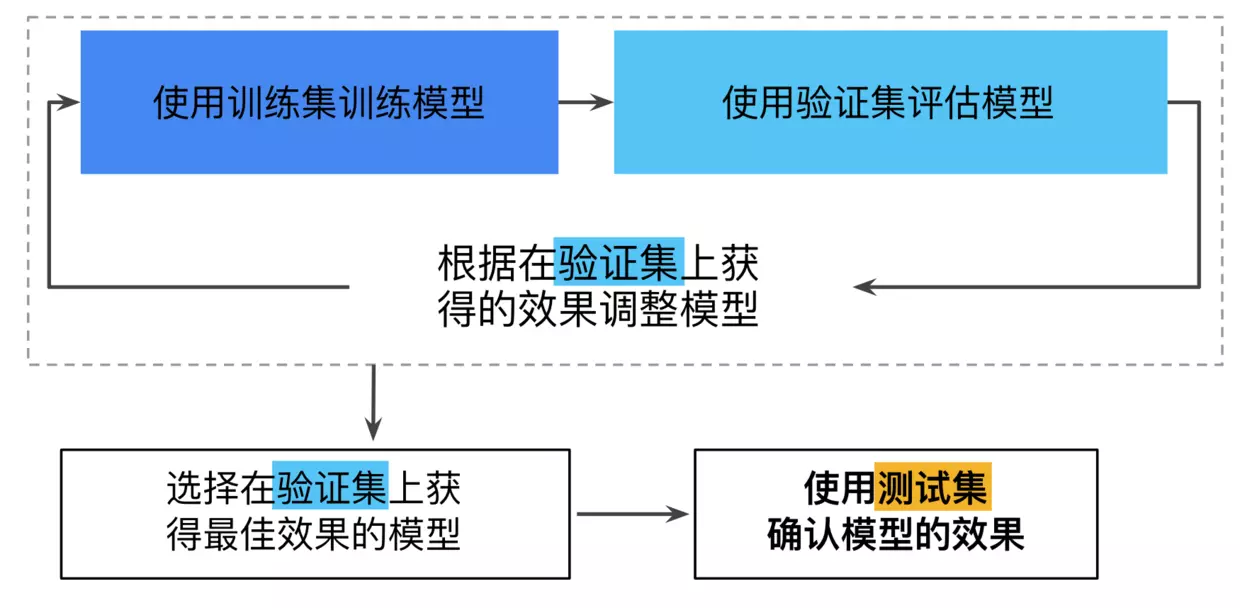 使用训练集训练模型
使用验证集评估模型
根据在验证集上获
得的效果调整模型
选择在验证集上获
得最佳效果的模型
使用测试集
确认模型的效果